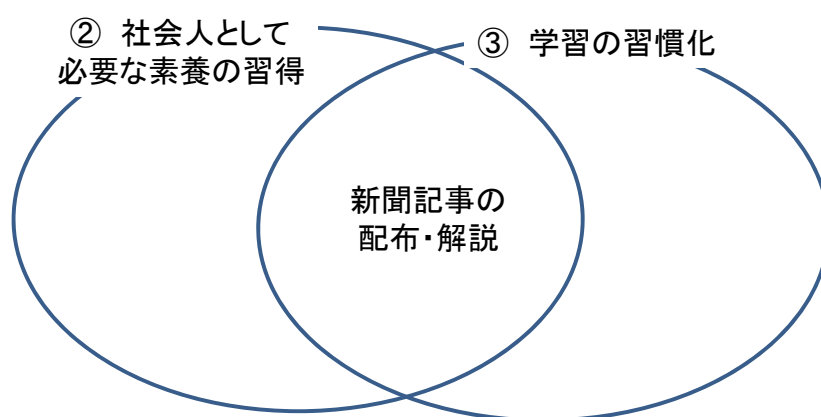 ② 社会人として
必要な素養の習得
③ 学習の習慣化
新聞記事の
配布・解説